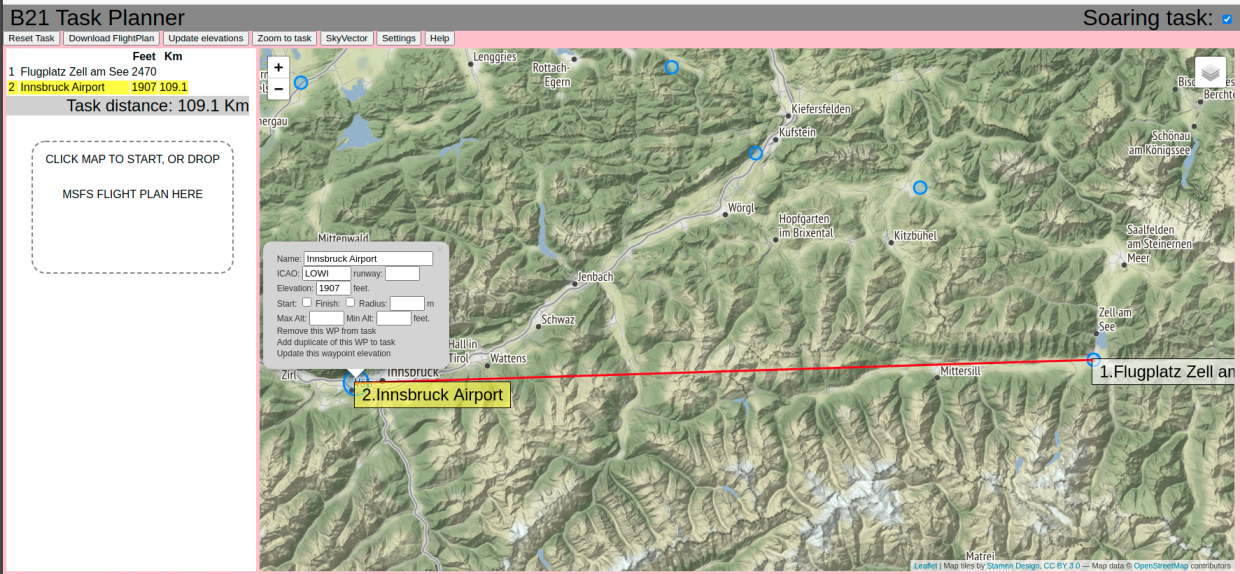 B21 Task Planner
Soaring task:
Reset Task Download FlightPlan Update elevations Zoom to task SkyVector Settings Help
Feet Km
1 Flugplatz Zell am See 2470
2 Innsbruck Airport 1907 109.1
Task distance: 109.1 Km
CLICK MAP TO START, OR DROP
MSFS FLIGHT PLAN HERE
+
−
Lenggries
Rottach-
Egern
Kiefersfelden
Kufstein
Schönau
am Königssee
Wörgl
Hopfgarten
im Brixental
Kitzbühel
Saalfelden
am Steinernen
Meer
Mittenwald
Jenbach
Schwaz
Zell am
See
Hall in
Tirol
Wattens
Zirl
Innsbruck
Mittersill
Matrei
Name: Innsbruck Airport
ICAO: LOWI runway:
Elevation: 1907 feet.
Start: Finish: Radius: m
Max Alt: Min Alt: feet.
Remove this WP from task
Add duplicate of this WP to task
Update this waypoint elevation
2.Innsbruck Airport
1.Flugplatz Zell an
Leaflet | Map tiles by Stamen Design, CC BY 3.0 — Map data © OpenStreetMap contributors